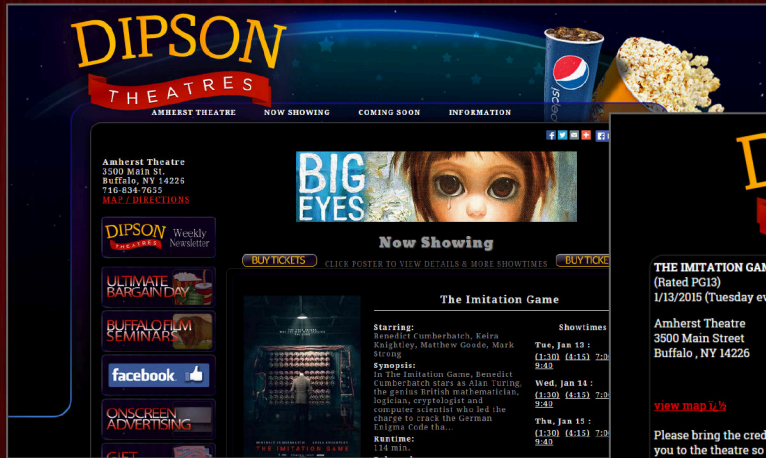 DIPSON
THEATRES
AMHERST THEATRE NOW SHOWING COMING SOON INFORMATION
Amherst Theatre
3500 Main St.
Buffalo, NY 14226
716-834-7655
MAP / DIRECTIONS
DIPSON THEATRES Weekly Newsletter
ULTIMATE
BARGAIN DAY
BUFFALO FILM
SEMINARS
facebook
ONSCREEN
ADVERTISING
GIFT
pepsi
BIG
EYES
Now Showing
BUY TICKETS CLICK POSTER TO VIEW DETAILS & MORE SHOWTIMES BUY TICKE
The Imitation Game
THE IMITATION GAME
Starring:
Benedict Cumberbatch, Keira
Knightley, Matthew Goode, Mark
Strong
Synopsis:
In The Imitation Game, Benedict
Cumberbatch stars as Alan Turing,
the genius British mathematician,
logician, cryptologist and
computer scientist who led the
charge to crack the German
Enigma Code tha...
Runtime:
114 min.
Showtimes
Tue, Jan 13 :
(1:30) (4:15) 7:0
9:40
Wed, Jan 14 :
(1:30) (4:15) 7:0
9:40
Thu, Jan 15 :
(1:30) (4:15) 7:0
9:40
THE IMITATION GAM
(Rated PG13)
1/13/2015 (Tuesday ev
Amherst Theatre
3500 Main Street
Buffalo , NY 14226
view map ï¿½
Please bring the cred
you to the theatre so